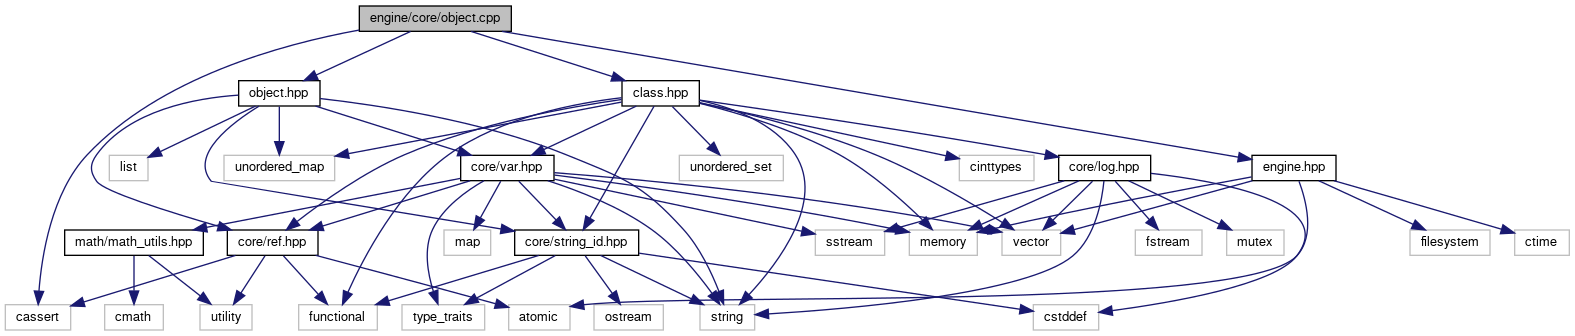 engine/core/object.cpp
object.hpp
class.hpp
list
unordered_map
core/var.hpp
unordered_set
cinttypes
core/log.hpp
engine.hpp
math/math_utils.hpp
core/ref.hpp
map
core/string_id.hpp
sstream
memory
vector
fstream
mutex
filesystem
ctime
cassert
cmath
utility
functional
type_traits
atomic
ostream
string
cstddef